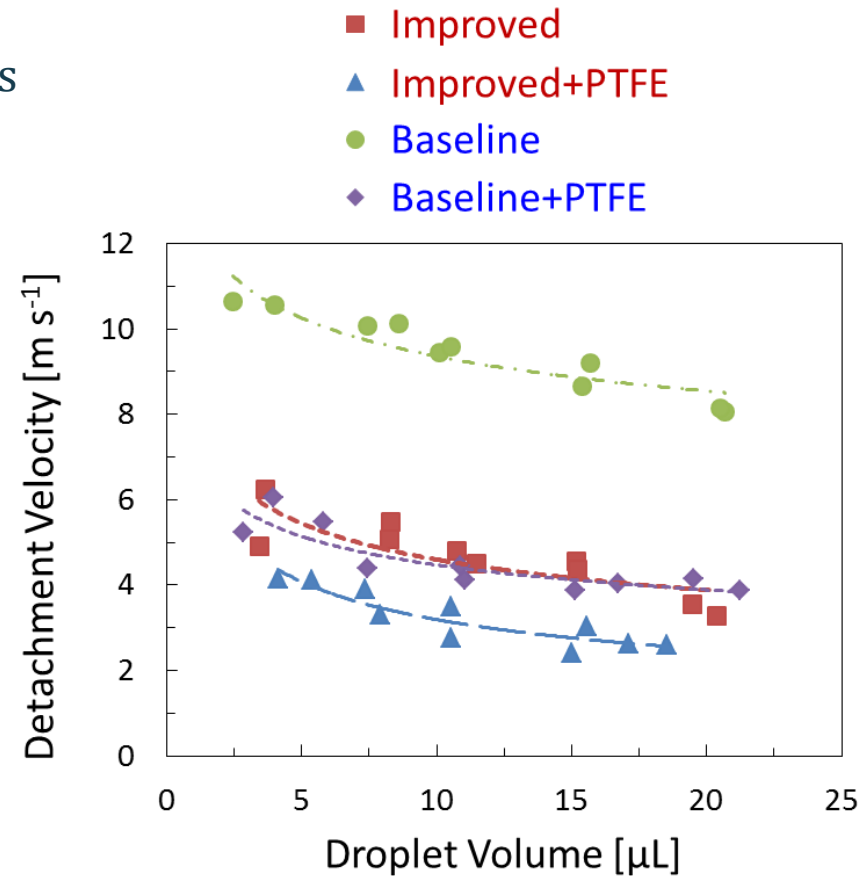 s
Improved
Improved+PTFE
Baseline
Baseline+PTFE
Detachment Velocity [m s⁻¹]
12
10
8
6
4
2
0
0 5 10 15 20 25
Droplet Volume [µL]